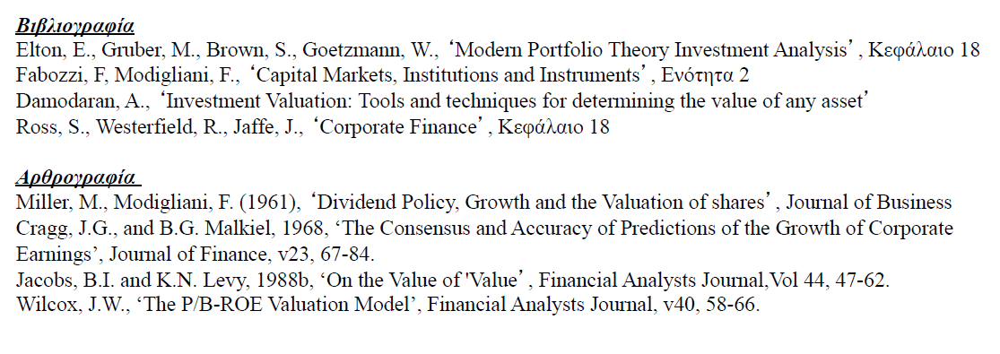 Βιβλιογραφία
Elton, E., Gruber, M., Brown, S., Goetzmann, W., ‘Modern Portfolio Theory Investment Analysis’, Κεφάλαιο 18
Fabozzi, F, Modigliani, F., ‘Capital Markets, Institutions and Instruments’, Ενότητα 2
Damodaran, A., ‘Investment Valuation: Tools and techniques for determining the value of any asset’
Ross, S., Westerfield, R., Jaffe, J., ‘Corporate Finance’, Κεφάλαιο 18
Αρθρογραφία
Miller, M., Modigliani, F. (1961), ‘Dividend Policy, Growth and the Valuation of shares’, Journal of Business
Cragg, J.G., and B.G. Malkiel, 1968, ‘The Consensus and Accuracy of Predictions of the Growth of Corporate
Earnings’, Journal of Finance, v23, 67-84.
Jacobs, B.I. and K.N. Levy, 1988b, ‘On the Value of 'Value’, Financial Analysts Journal,Vol 44, 47-62.
Wilcox, J.W., ‘The P/B-ROE Valuation Model’, Financial Analysts Journal, v40, 58-66.